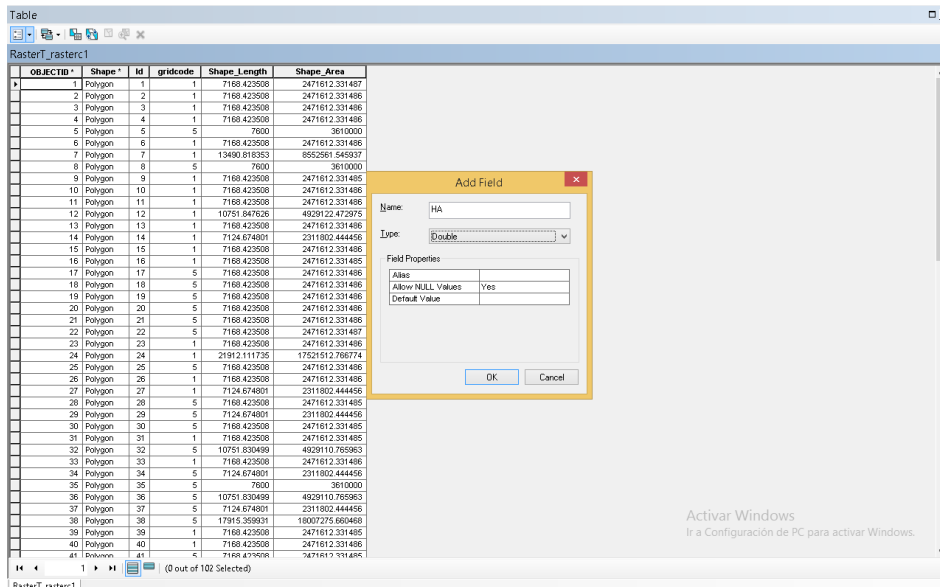 Table
RasterT_rasterc1
OBJECTID * Shape * Id gridcode Shape_Length Shape_Area
1 Polygon 1 1 7168.423508 2471612.331487
2 Polygon 2 1 7168.423508 2471612.331486
3 Polygon 3 1 7168.423508 2471612.331486
4 Polygon 4 1 7168.423508 2471612.331486
5 Polygon 5 5 7600 3610000
6 Polygon 6 1 7168.423508 2471612.331486
7 Polygon 7 1 13490.818353 8552561.545937
8 Polygon 8 5 7600 3610000
9 Polygon 9 1 7168.423508 2471612.331485
10 Polygon 10 1 7168.423508 2471612.331486
11 Polygon 11 1 7168.423508 2471612.331486
12 Polygon 12 1 10751.847626 4929122.472975
13 Polygon 13 1 7168.423508 2471612.331486
14 Polygon 14 1 7124.674801 2311802.444456
15 Polygon 15 1 7168.423508 2471612.331486
16 Polygon 16 1 7168.423508 2471612.331485
17 Polygon 17 5 7168.423508 2471612.331486
18 Polygon 18 5 7168.423508 2471612.331486
19 Polygon 19 5 7168.423508 2471612.331486
20 Polygon 20 5 7168.423508 2471612.331486
21 Polygon 21 5 7168.423508 2471612.331486
22 Polygon 22 5 7168.423508 2471612.331487
23 Polygon 23 1 7168.423508 2471612.331486
24 Polygon 24 1 21912.111735 17521512.766774
25 Polygon 25 5 7168.423508 2471612.331486
26 Polygon 26 1 7168.423508 2471612.331486
27 Polygon 27 1 7124.674801 2311802.444456
28 Polygon 28 5 7168.423508 2471612.331485
29 Polygon 29 5 7124.674801 2311802.444456
30 Polygon 30 5 7168.423508 2471612.331485
31 Polygon 31 1 7168.423508 2471612.331485
32 Polygon 32 5 10751.830499 4929110.765963
33 Polygon 33 1 7168.423508 2471612.331486
34 Polygon 34 5 7124.674801 2311802.444456
35 Polygon 35 5 7600 3610000
36 Polygon 36 5 10751.830499 4929110.765963
37 Polygon 37 5 7124.674801 2311802.444456
38 Polygon 38 5 17915.359931 18007275.660468
39 Polygon 39 1 7168.423508 2471612.331485
40 Polygon 40 1 7168.423508 2471612.331486
41 Polygon 41 5 7168.423508 2471612.331485
Add Field
Name: HA
Type: Double
Field Properties
Alias
Allow NULL Values Yes
Default Value
OK Cancel
Activar Windows
Ir a Configuración de PC para activar Windows.
1 (0 out of 102 Selected)
RasterT_rasterc1